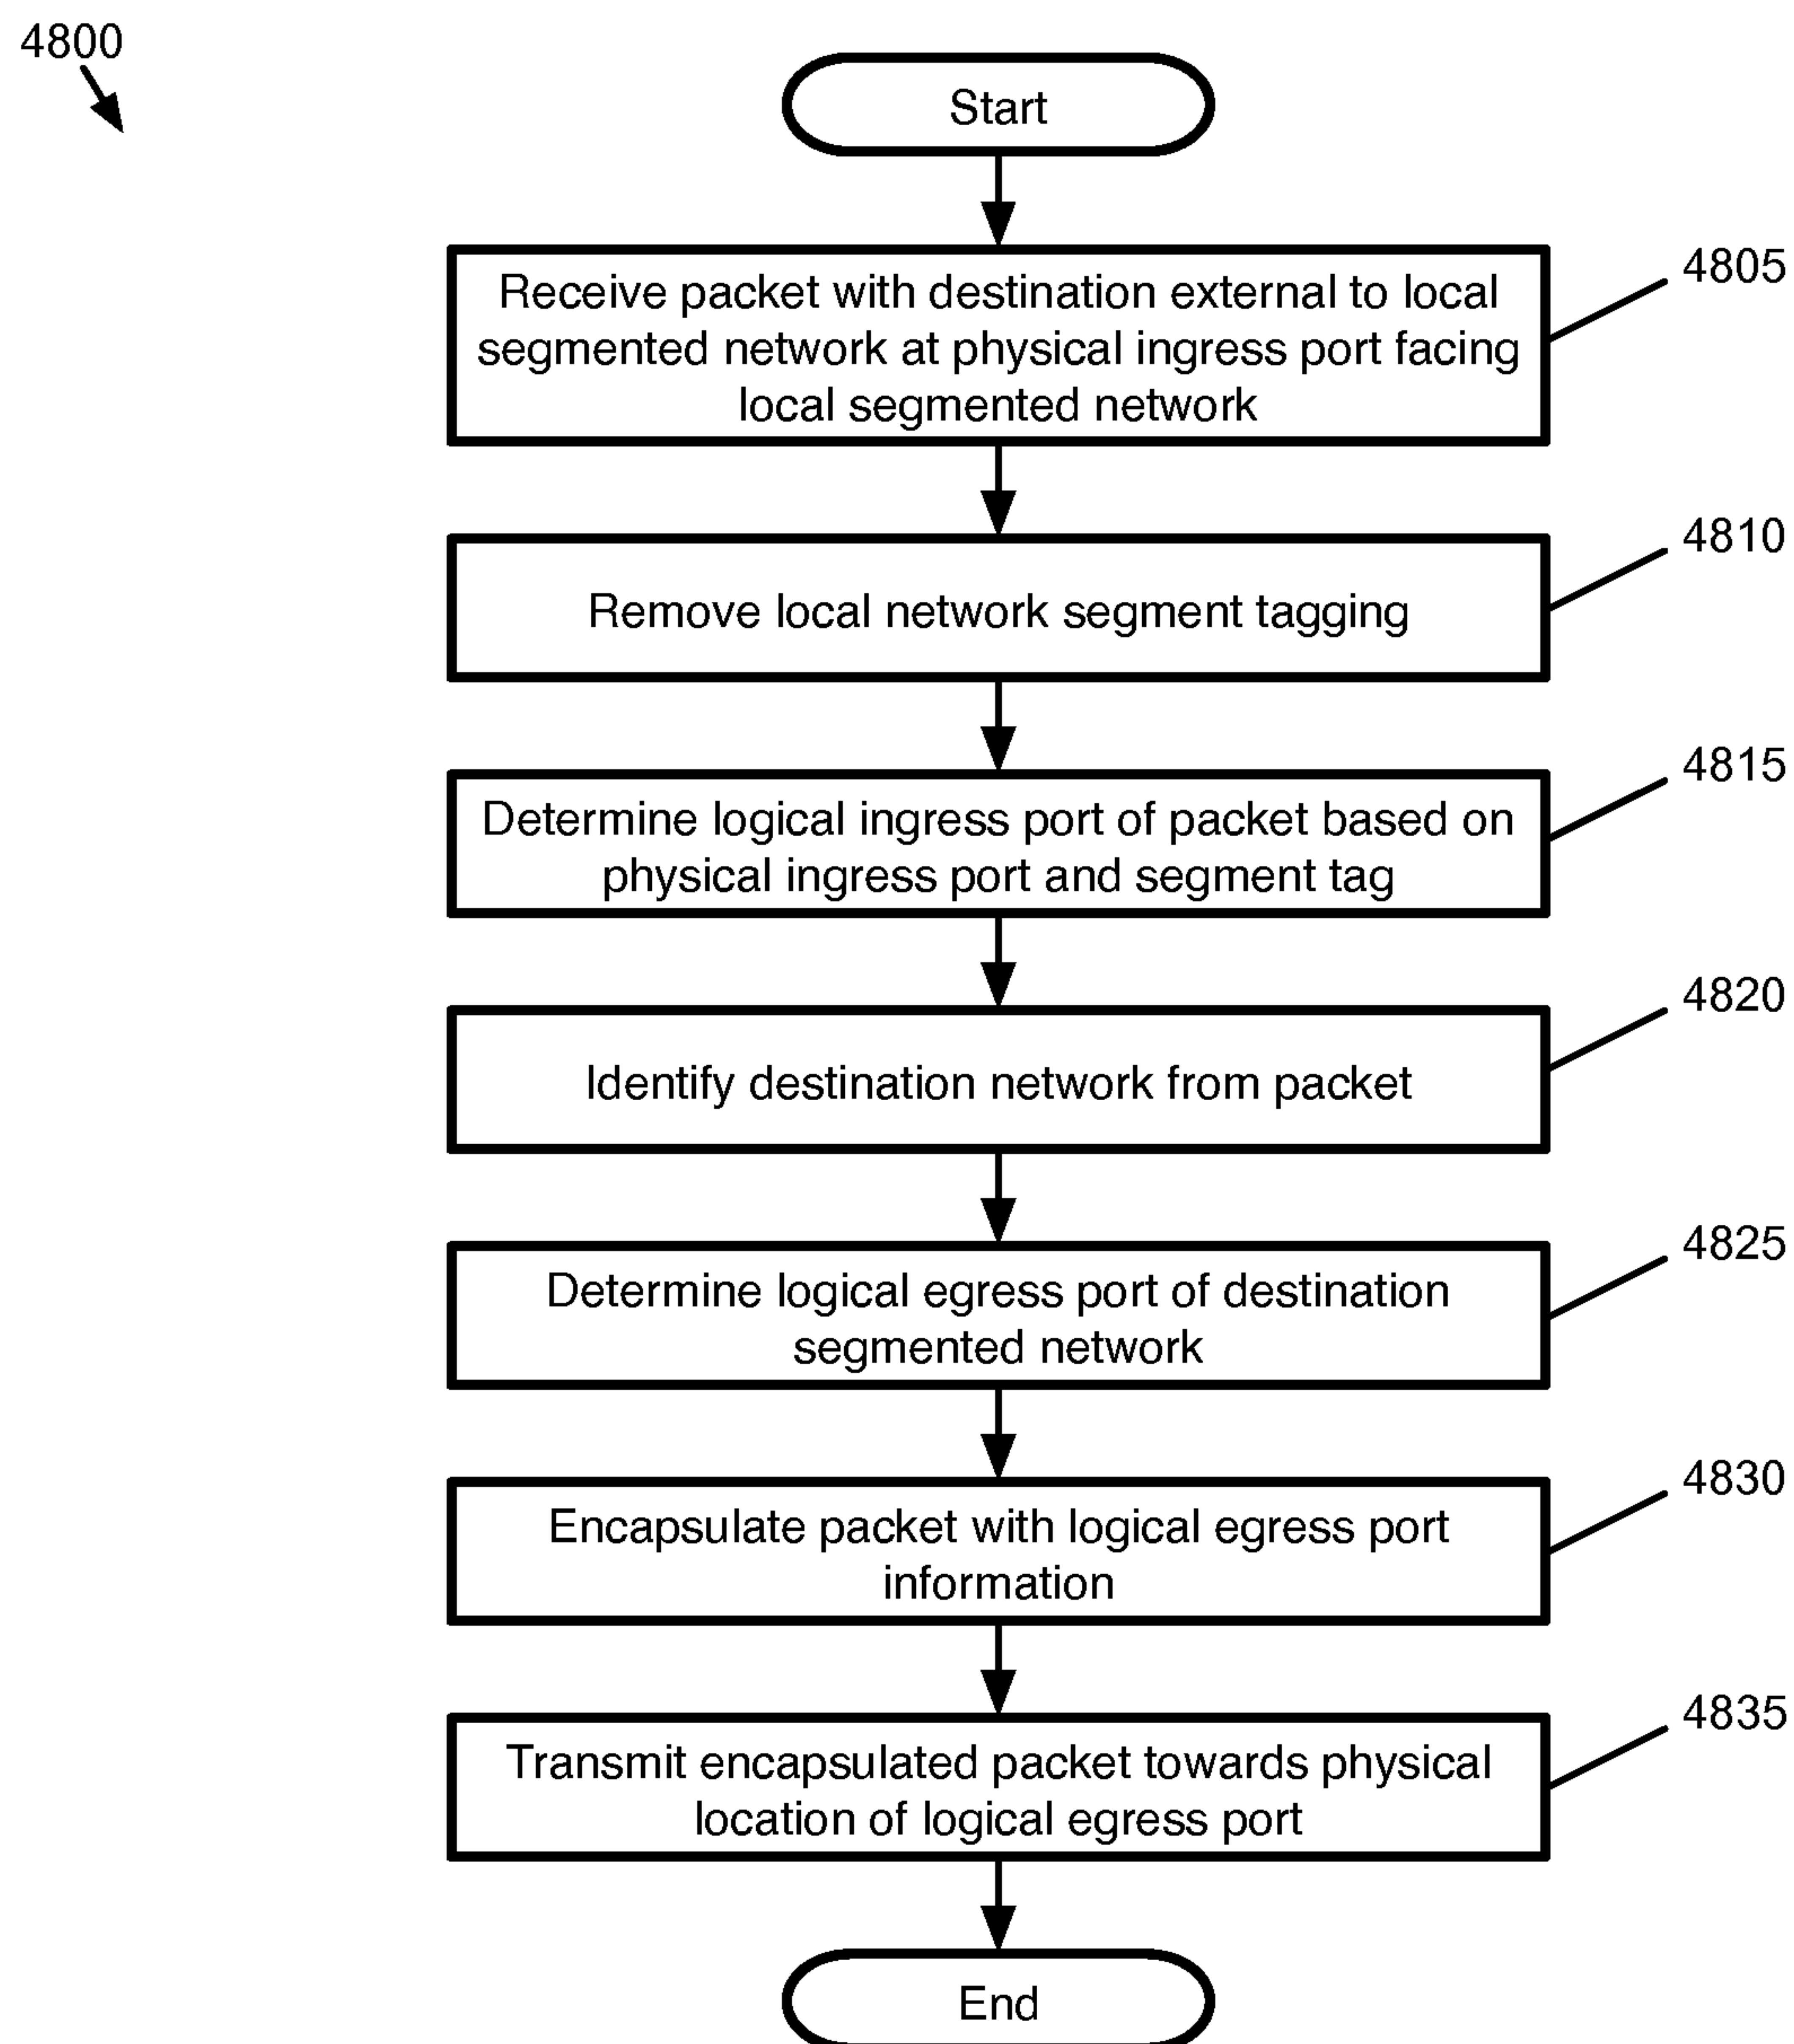 4800
Start
Receive packet with destination external to local
segmented network at physical ingress port facing
local segmented network
4805
Remove local network segment tagging
4810
Determine logical ingress port of packet based on
physical ingress port and segment tag
4815
Identify destination network from packet
4820
Determine logical egress port of destination
segmented network
4825
Encapsulate packet with logical egress port
information
4830
Transmit encapsulated packet towards physical
location of logical egress port
4835
End